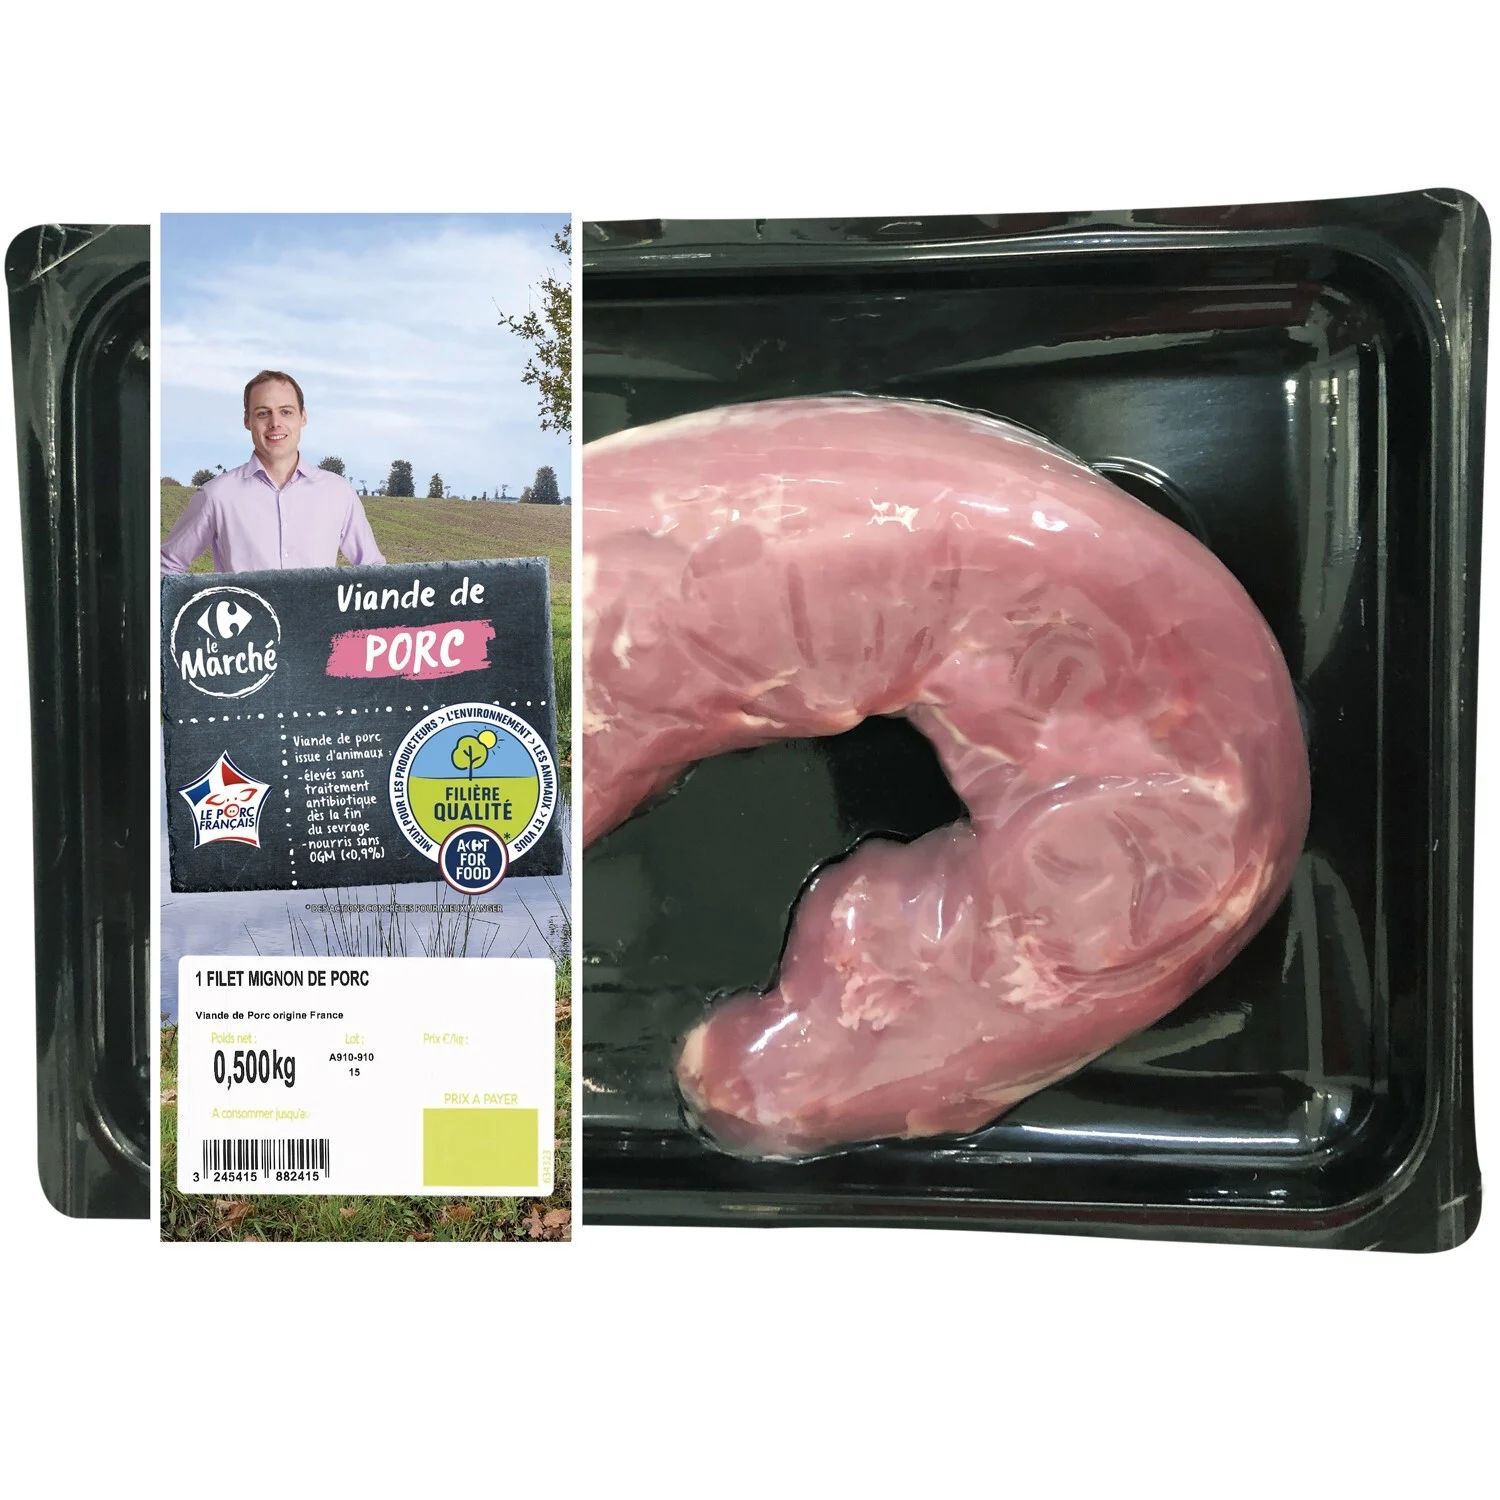 Viande de
PORC
le
Marché
Viande de porc
issue d'animaux :
-élevés sans
traitement
antibiotique
dès la fin
du sevrage
-nourris sans
OGM (<0,9%)
LE PORC
FRANÇAIS
MIEUX POUR LES PRODUCTEURS > L'ENVIRONNEMENT > LES ANIMAUX > ET VOUS
FILIÈRE
QUALITÉ
*
ACT
FOR
FOOD
* DES ACTIONS CONCRÈTES POUR MIEUX MANGER
1 FILET MIGNON DE PORC
Viande de Porc origine France
Poids net : Lot : Prix €/kg :
0,500kg A910-910
15
PRIX A PAYER
A consommer jusqu'au
3 245415 882415
634323